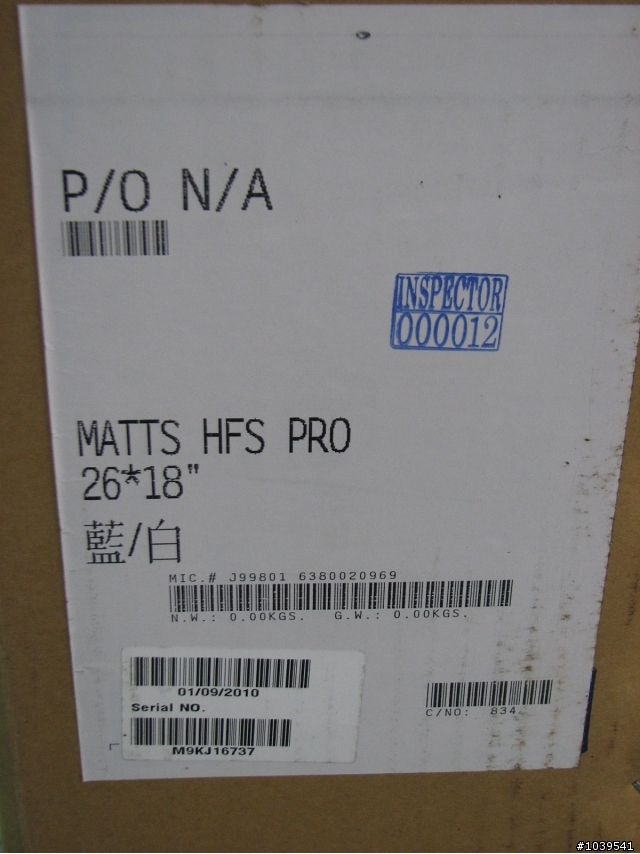 P/O N/A
INSPECTOR
000012
MATTS HFS PRO
26*18"
藍/白
MIC.# J99801 6380020969
N.W.: 0.00KGS. G.W.: 0.00KGS.
01/09/2010
Serial NO.
M9KJ16737
C/NO: 834
#1039541